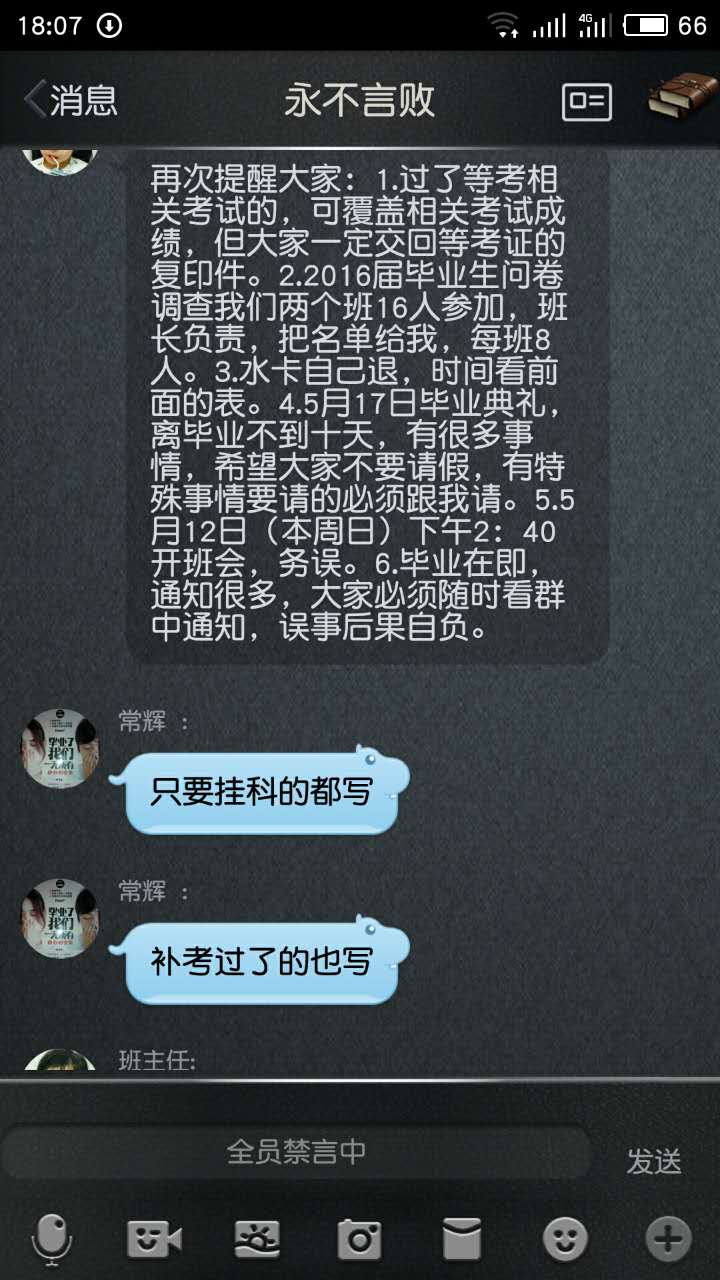 18:07 4G 66
消息 永不言败
再次提醒大家：1.过了等考相
关考试的，可覆盖相关考试成
绩，但大家一定交回等考证的
复印件。2.2016届毕业生问卷
调查我们两个班16人参加，班
长负责，把名单给我，每班8
人。3.水卡自己退，时间看前
面的表。4.5月17日毕业典礼，
离毕业不到十天，有很多事
情，希望大家不要请假，有特
殊事情要请的必须跟我请。5.5
月12日（本周日）下午2：40
开班会，务误。6.毕业在即，
通知很多，大家必须随时看群
中通知，误事后果自负。
常辉 ：
只要挂科的都写
常辉 ：
补考过了的也写
班主任:
全员禁言中
发送